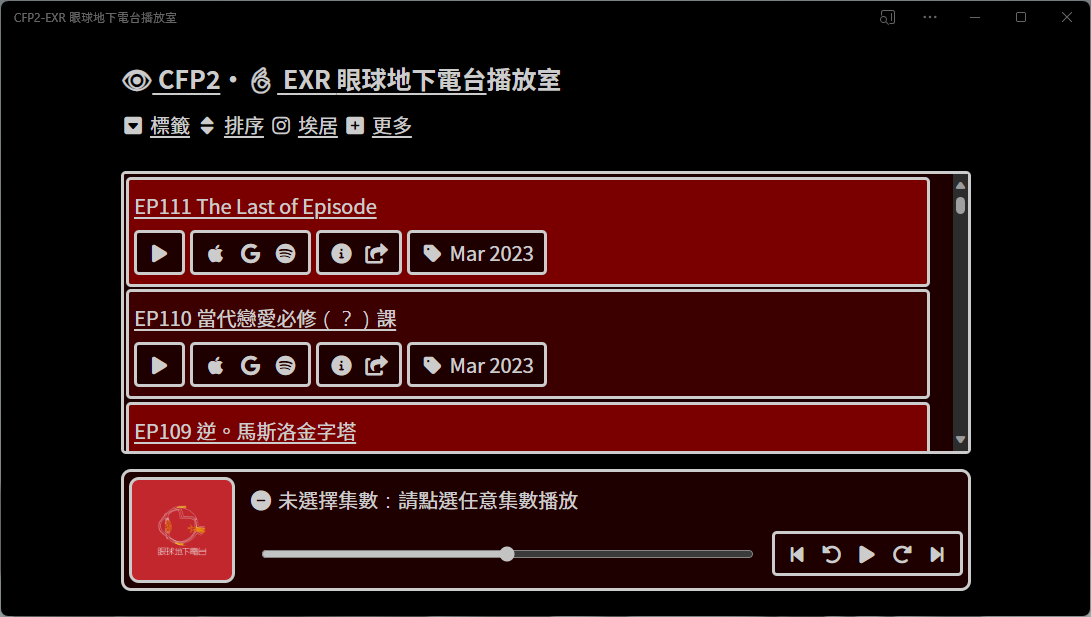 CFP2-EXR 眼球地下電台播放室
CFP2・ EXR 眼球地下電台播放室
標籤 排序 埃居 更多
EP111 The Last of Episode
Mar 2023
EP110 當代戀愛必修（？）課
Mar 2023
EP109 逆。馬斯洛金字塔
眼球地下電台
未選擇集數：請點選任意集數播放